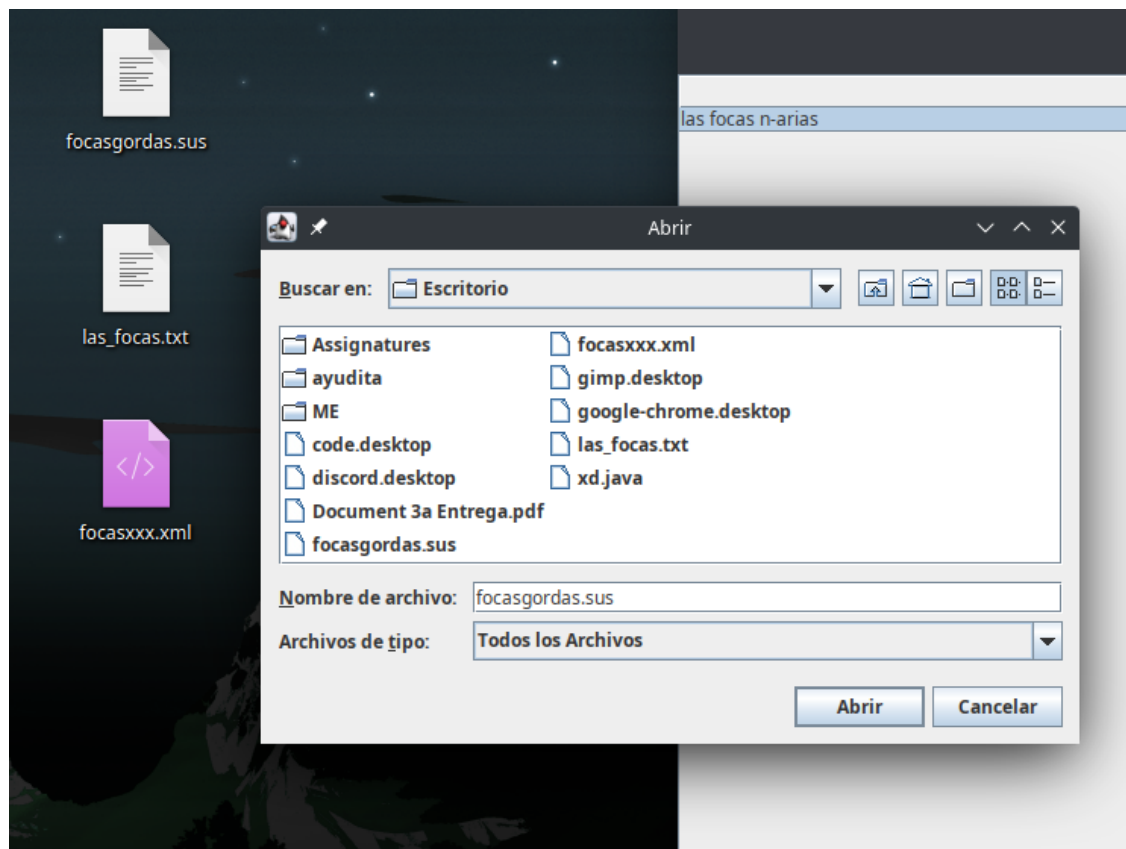 focasgordas.sus
las_focas.txt
</>
focasxxx.xml
las focas n-arias
Abrir
Buscar en:
Escritorio
Assignatures
ayudita
ME
code.desktop
discord.desktop
Document 3a Entrega.pdf
focasgordas.sus
focasxxx.xml
gimp.desktop
google-chrome.desktop
las_focas.txt
xd.java
Nombre de archivo: focasgordas.sus
Archivos de tipo: Todos los Archivos
Abrir Cancelar